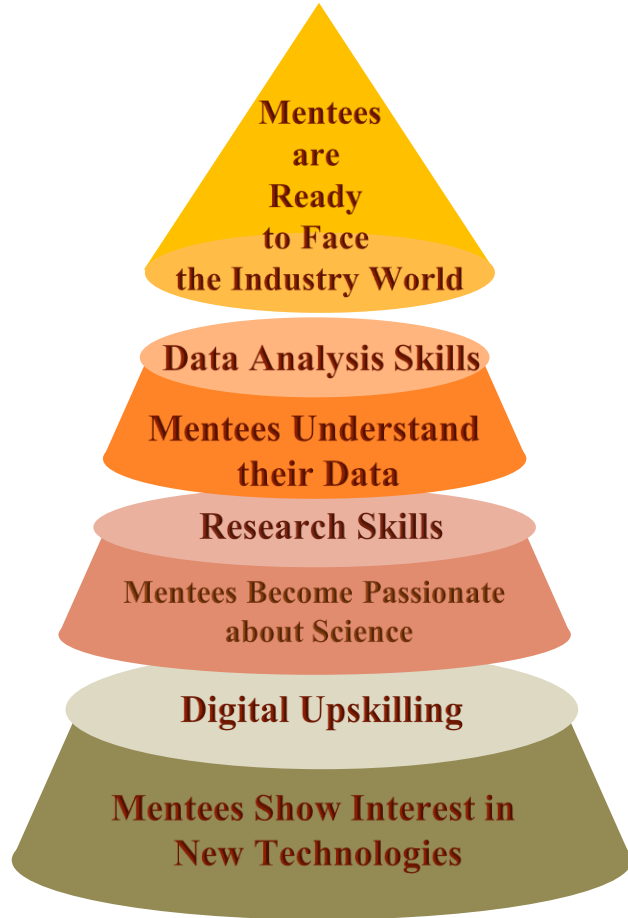 Mentees
are
Ready
to Face
the Industry World
Data Analysis Skills
Mentees Understand
their Data
Research Skills
Mentees Become Passionate
about Science
Digital Upskilling
Mentees Show Interest in
New Technologies